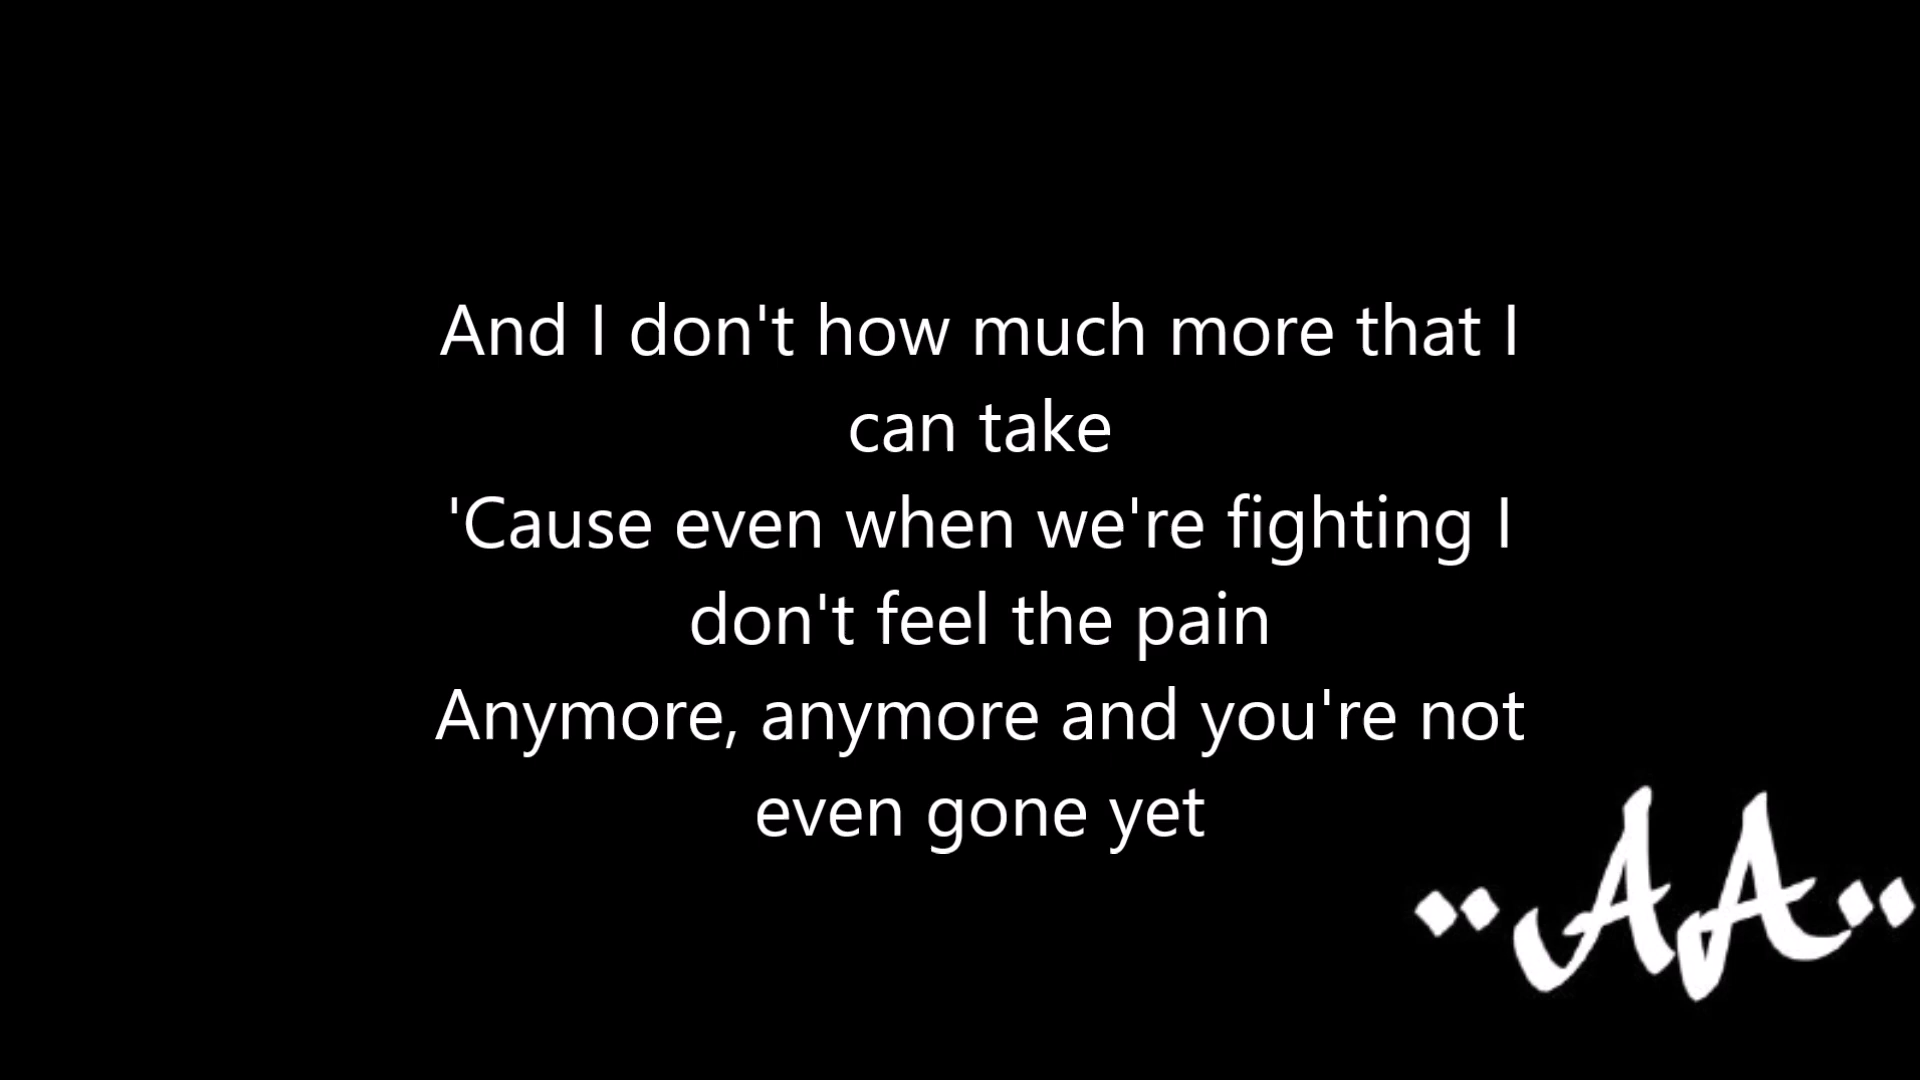 And I don't how much more that I
can take
'Cause even when we're fighting I
don't feel the pain
Anymore, anymore and you're not
even gone yet
··AA··